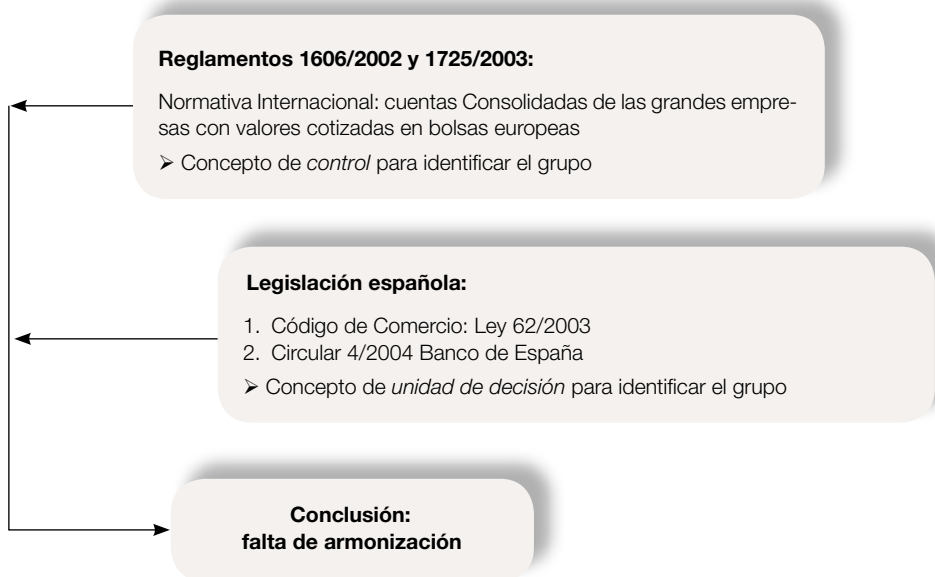 Reglamentos 1606/2002 y 1725/2003:
Normativa Internacional: cuentas Consolidadas de las grandes empre-
sas con valores cotizadas en bolsas europeas
➢ Concepto de control para identificar el grupo
Legislación española:
1. Código de Comercio: Ley 62/2003
2. Circular 4/2004 Banco de España
➢ Concepto de unidad de decisión para identificar el grupo
Conclusión:
falta de armonización